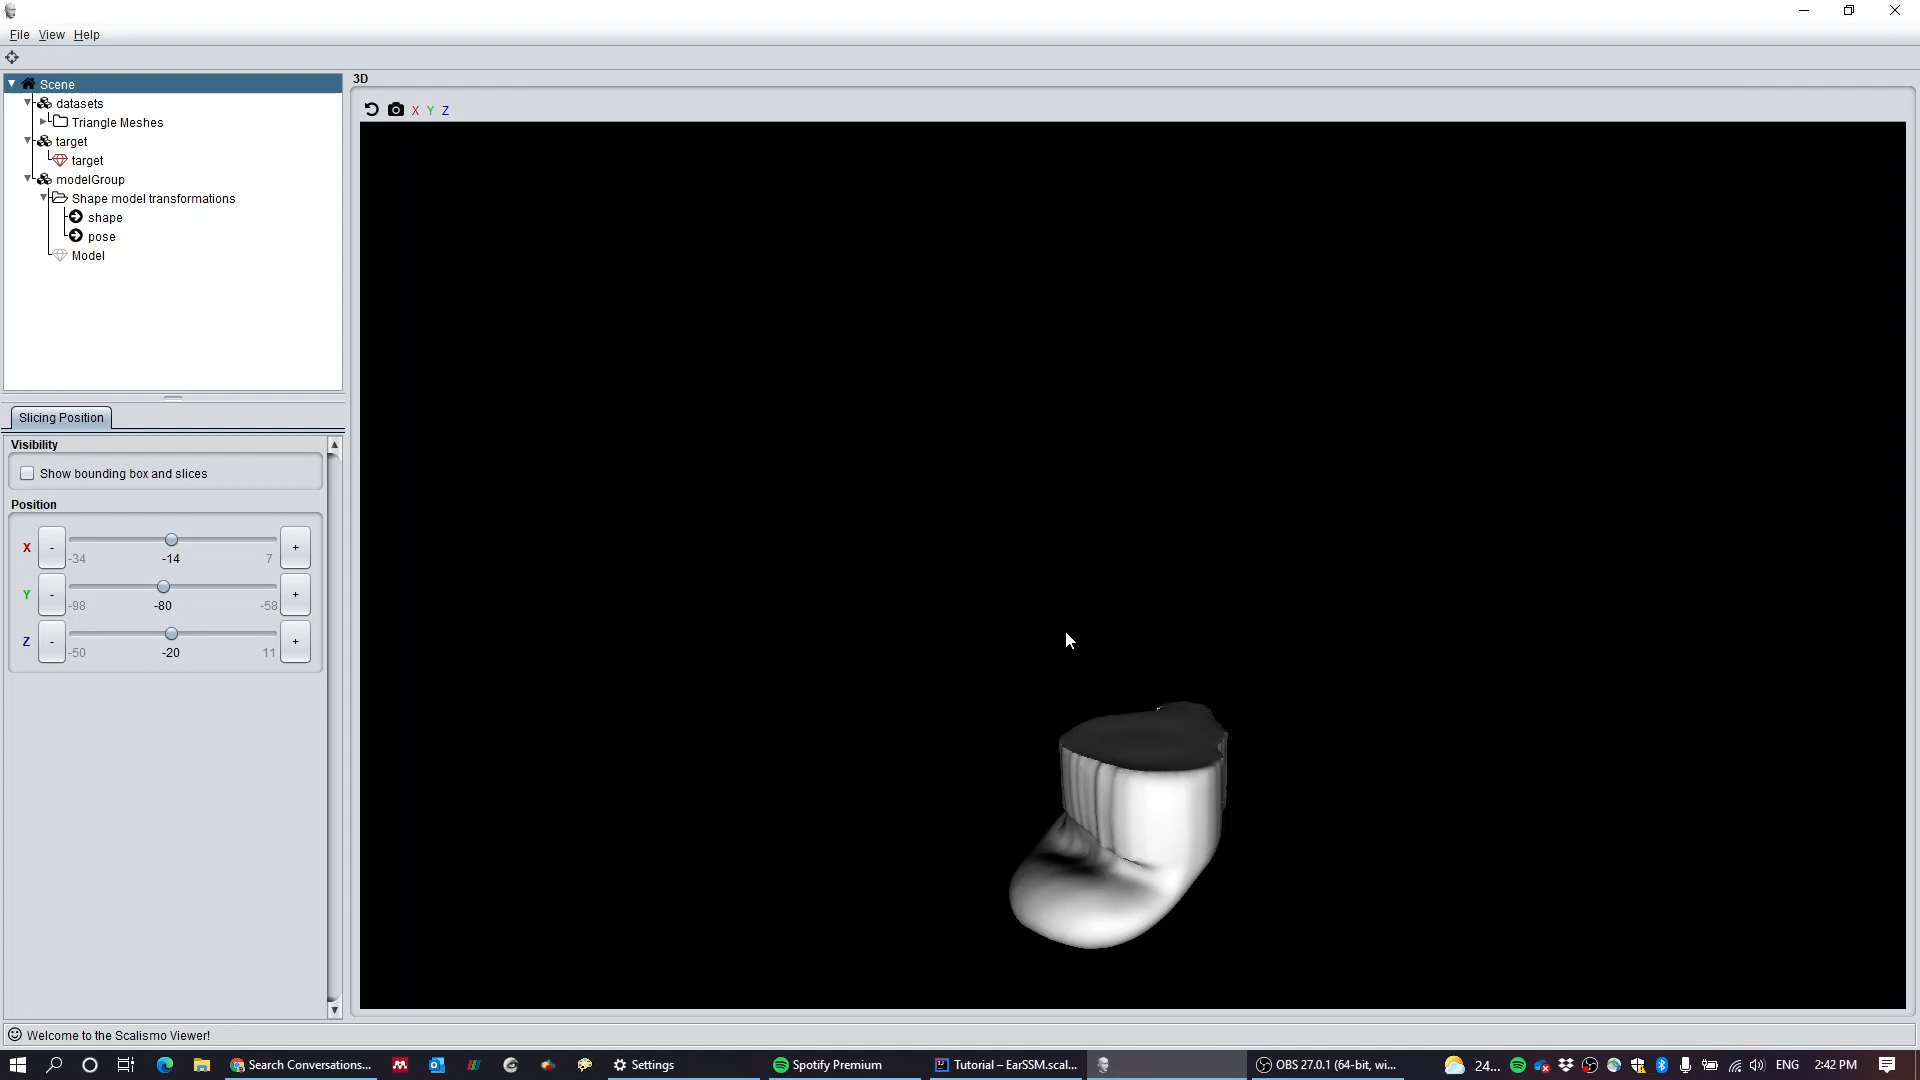 File View Help
Scene
datasets
Triangle Meshes
target
target
modelGroup
Shape model transformations
shape
pose
Model
3D
X Y Z
Slicing Position
Visibility
Show bounding box and slices
Position
X - + 
-34 -14 7
Y - +
-98 -80 -58
Z - +
-50 -20 11
Welcome to the Scalismo Viewer!
Search Conversations... Settings Spotify Premium Tutorial – EarSSM.scal... OBS 27.0.1 (64-bit, wi... 24... ENG 2:42 PM